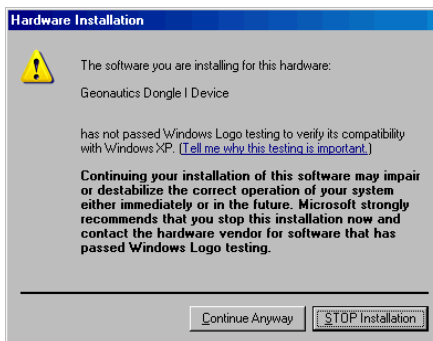 Hardware Installation
The software you are installing for this hardware:
Geonautics Dongle I Device
has not passed Windows Logo testing to verify its compatibility
with Windows XP. (Tell me why this testing is important.)
Continuing your installation of this software may impair
or destabilize the correct operation of your system
either immediately or in the future. Microsoft strongly
recommends that you stop this installation now and
contact the hardware vendor for software that has
passed Windows Logo testing.
Continue Anyway
STOP Installation